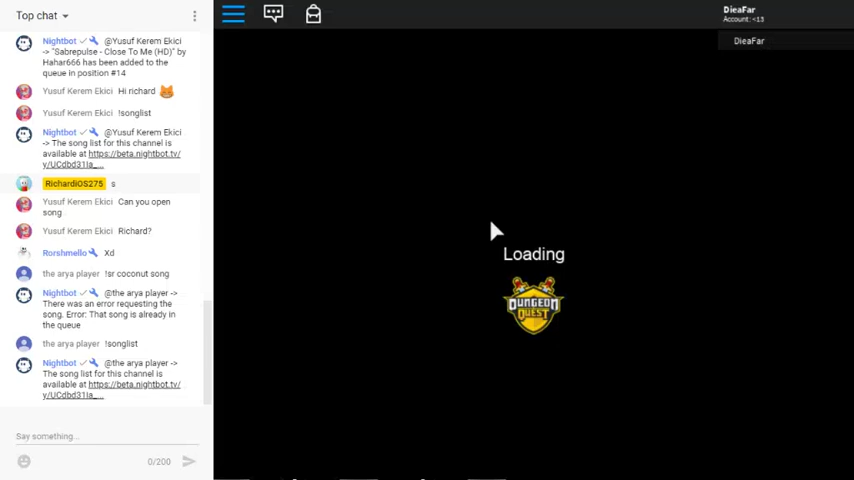 Top chat
Nightbot @Yusuf Kerem Ekici
-> "Sabrepulse - Close To Me (HD)" by
Hahar666 has been added to the
queue in position #14
Yusuf Kerem Ekici Hi richard
Yusuf Kerem Ekici !songlist
Nightbot @Yusuf Kerem Ekici
-> The song list for this channel is
available at https://beta.nightbot.tv/
y/UCdbd31Ia_...
RichardiOS275 s
Yusuf Kerem Ekici Can you open
song
Yusuf Kerem Ekici Richard?
Rorshmello Xd
the arya player !sr coconut song
Nightbot @the arya player ->
There was an error requesting the
song. Error: That song is already in
the queue
the arya player !songlist
Nightbot @the arya player ->
The song list for this channel is
available at https://beta.nightbot.tv/
y/UCdbd31Ia_...
Say something...
0/200
DieaFar
Account: <13
DieaFar
Loading
DUNGEON
QUEST